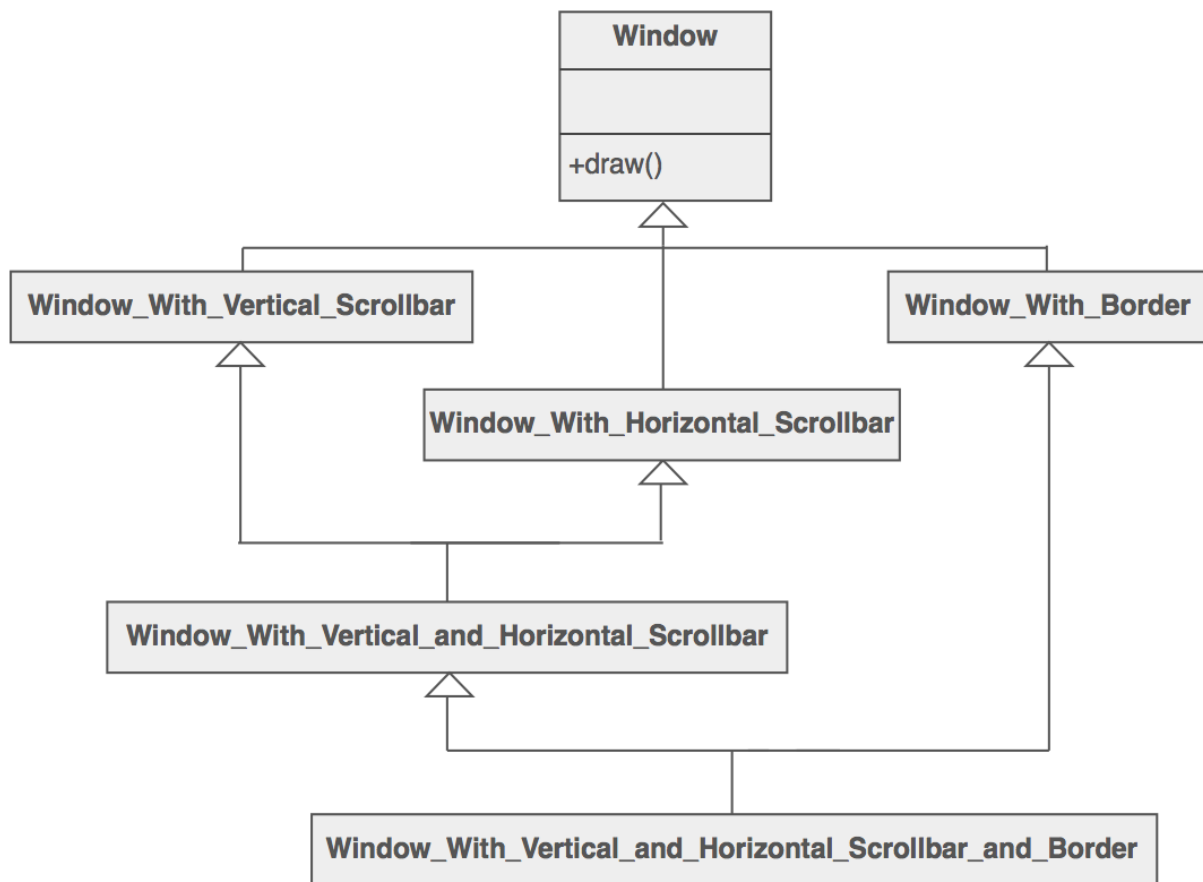 Window
+draw()
Window_With_Vertical_Scrollbar
Window_With_Border
Window_With_Horizontal_Scrollbar
Window_With_Vertical_and_Horizontal_Scrollbar
Window_With_Vertical_and_Horizontal_Scrollbar_and_Border